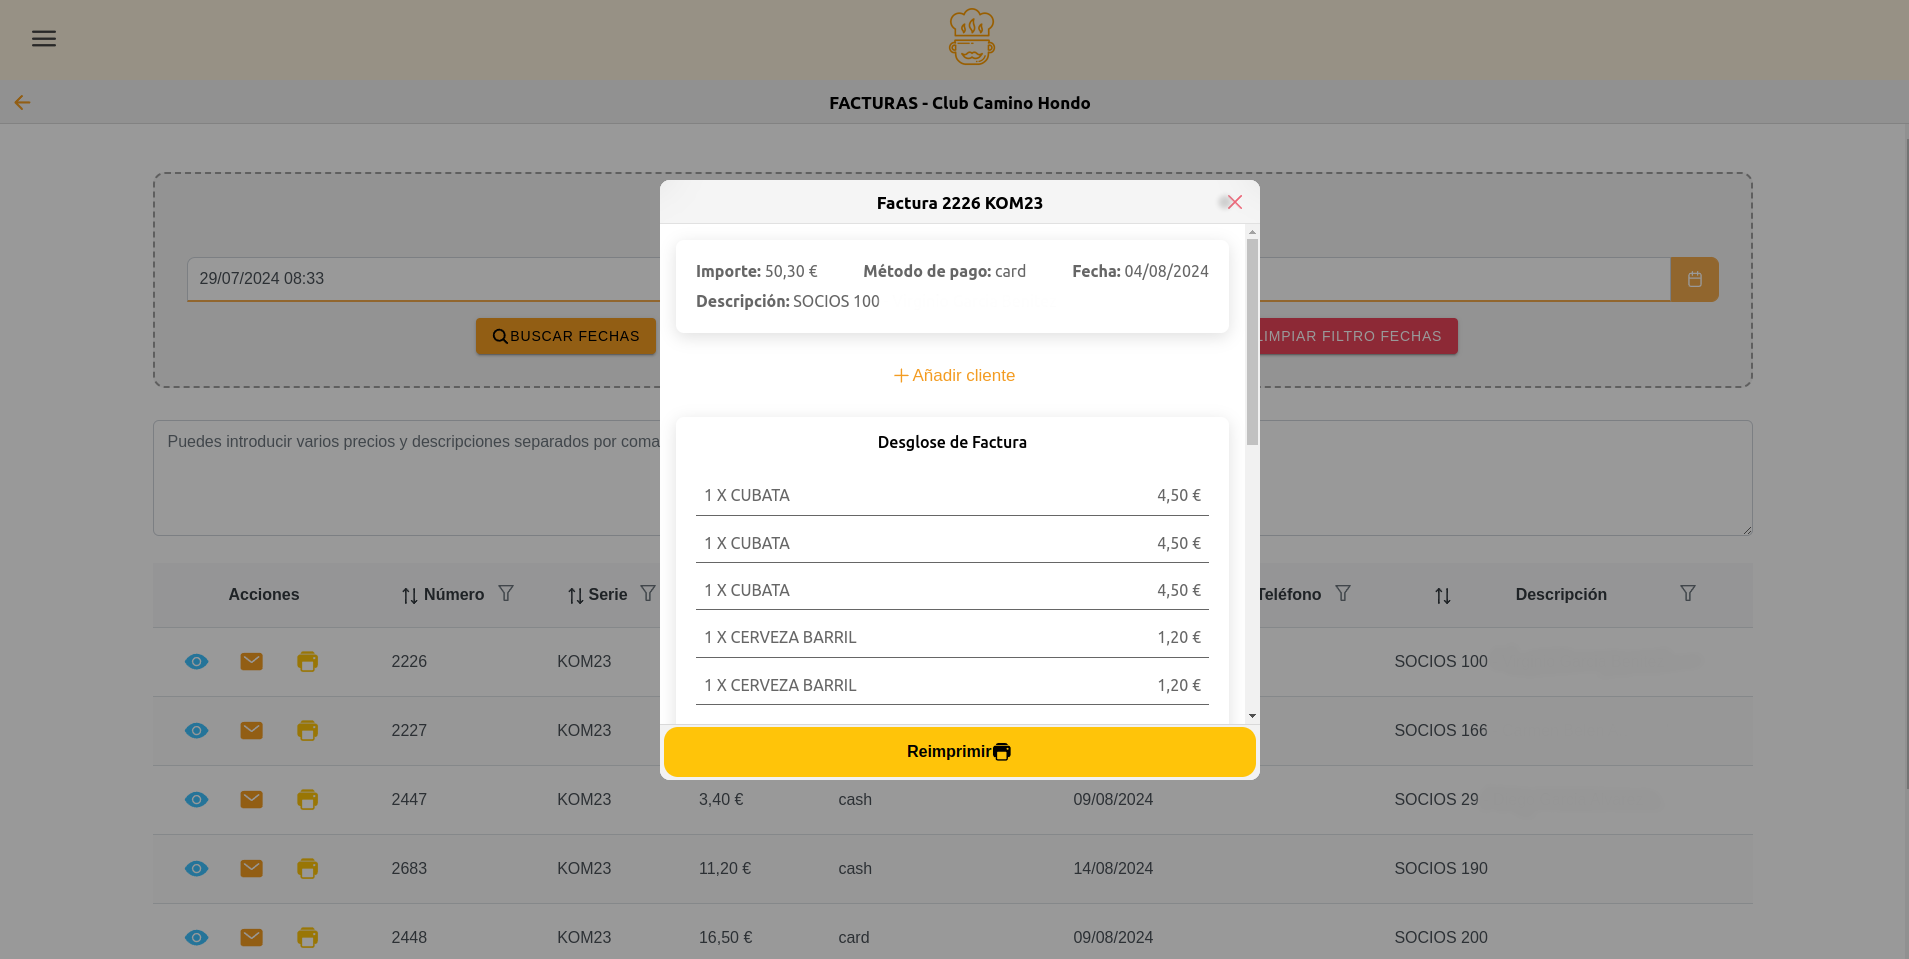 FACTURAS - Club Camino Hondo
Factura 2226 KOM23
29/07/2024 08:33
Importe: 50,30 € Método de pago: card Fecha: 04/08/2024
Descripción: SOCIOS 100
BUSCAR FECHAS
LIMPIAR FILTRO FECHAS
Añadir cliente
Puedes introducir varios precios y descripciones separados por coma
Desglose de Factura
1 X CUBATA 4,50 €
1 X CUBATA 4,50 €
1 X CUBATA 4,50 €
1 X CERVEZA BARRIL 1,20 €
1 X CERVEZA BARRIL 1,20 €
Reimprimir
Acciones Número Serie Teléfono Descripción
2226 KOM23 SOCIOS 100
2227 KOM23 SOCIOS 166
2447 KOM23 3,40 € cash 09/08/2024 SOCIOS 29
2683 KOM23 11,20 € cash 14/08/2024 SOCIOS 190
2448 KOM23 16,50 € card 09/08/2024 SOCIOS 200